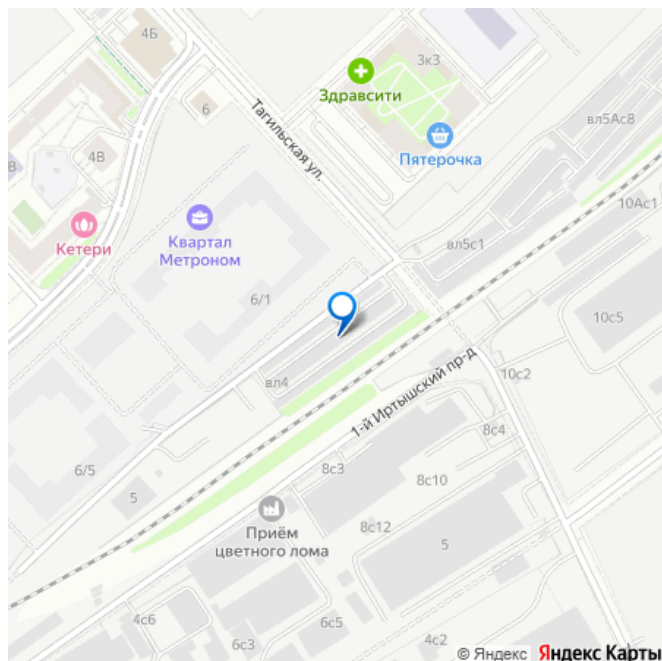 4Б
3к3
Здравсити
6
Тагильская ул.
вл5Ас8
Пятерочка
4В
В
10Ас1
Кетери
Квартал
Метроном
вл5с1
6/1
10с5
вл4
10с2
1-й Иртышский пр-д
8с4
6/5
8с3
8с10
5
Приём
цветного лома
8с12
5
4с6
6с5
6с3
4с2
© Яндекс Яндекс Карты